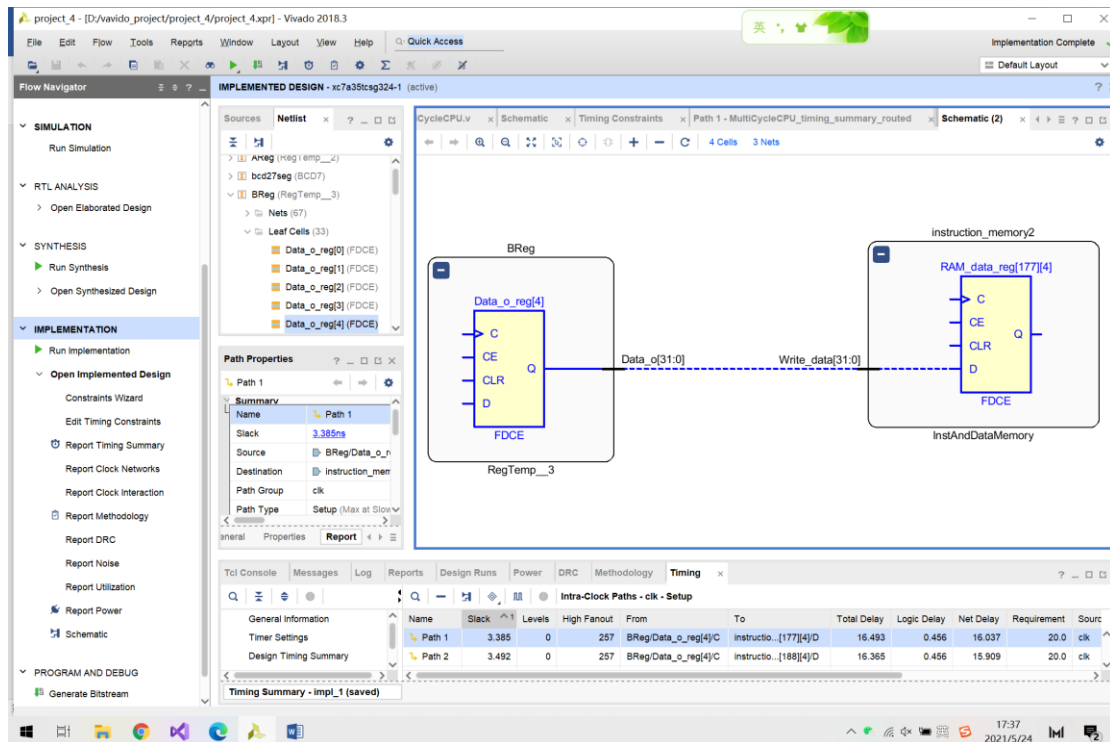 project_4 - [D:/vavido_project/project_4/project_4.xpr] - Vivado 2018.3
英
File Edit Flow Tools Reports Window Layout View Help Quick Access
Implementation Complete
Default Layout
Flow Navigator
IMPLEMENTED DESIGN - xc7a35tcsg324-1 (active)
SIMULATION
Run Simulation
RTL ANALYSIS
Open Elaborated Design
SYNTHESIS
Run Synthesis
Open Synthesized Design
IMPLEMENTATION
Run Implementation
Open Implemented Design
Constraints Wizard
Edit Timing Constraints
Report Timing Summary
Report Clock Networks
Report Clock Interaction
Report Methodology
Report DRC
Report Noise
Report Utilization
Report Power
Schematic
PROGRAM AND DEBUG
Generate Bitstream
Sources Netlist
AReg (RegTemp__2)
bcd27seg (BCD7)
BReg (RegTemp__3)
Nets (67)
Leaf Cells (33)
Data_o_reg[0] (FDCE)
Data_o_reg[1] (FDCE)
Data_o_reg[2] (FDCE)
Data_o_reg[3] (FDCE)
Data_o_reg[4] (FDCE)
Path Properties
Path 1
Summary
Name Path 1
Slack 3.385ns
Source BReg/Data_o_r
Destination instruction_mem
Path Group clk
Path Type Setup (Max at Slow
eneral Properties Report
CycleCPU.v Schematic Timing Constraints Path 1 - MultiCycleCPU_timing_summary_routed Schematic (2)
4 Cells 3 Nets
BReg
Data_o_reg[4]
C
CE
CLR
D
Q
FDCE
RegTemp__3
Data_o[31:0]
Write_data[31:0]
instruction_memory2
RAM_data_reg[177][4]
C
CE
CLR
D
Q
FDCE
InstAndDataMemory
Tcl Console Messages Log Reports Design Runs Power DRC Methodology Timing
Intra-Clock Paths - clk - Setup
General Information
Timer Settings
Design Timing Summary
Timing Summary - impl_1 (saved)
Name Slack 1 Levels High Fanout From To Total Delay Logic Delay Net Delay Requirement Sourc
Path 1 3.385 0 257 BReg/Data_o_reg[4]/C instructio...[177][4]/D 16.493 0.456 16.037 20.0 clk
Path 2 3.492 0 257 BReg/Data_o_reg[4]/C instructio...[188][4]/D 16.365 0.456 15.909 20.0 clk
17:37
2021/5/24
2